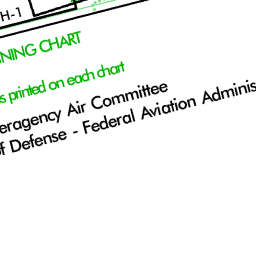 H-1
NING CHART
s printed on each chart
eragency Air Committee
f Defense - Federal Aviation Adminis